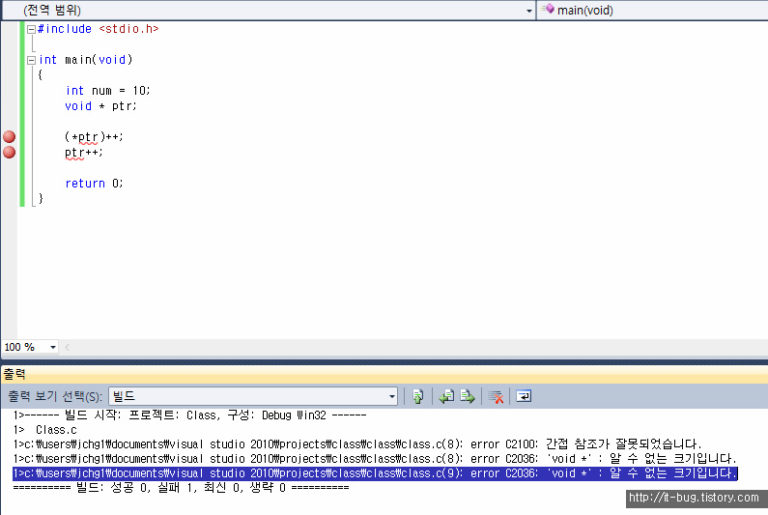 (전역 범위)
main(void)
#include <stdio.h>
int main(void)
{
int num = 10;
void * ptr;
(*ptr)++;
ptr++;
return 0;
}
100 %
출력
출력 보기 선택(S): 빌드
1>------ 빌드 시작: 프로젝트: Class, 구성: Debug Win32 ------
1>  Class.c
1>c:₩users₩jchg1₩documents₩visual studio 2010₩projects₩class₩class₩class.c(8): error C2100: 간접 참조가 잘못되었습니다.
1>c:₩users₩jchg1₩documents₩visual studio 2010₩projects₩class₩class₩class.c(8): error C2036: 'void *' : 알 수 없는 크기입니다.
1>c:₩users₩jchg1₩documents₩visual studio 2010₩projects₩class₩class₩class.c(9): error C2036: 'void *' : 알 수 없는 크기입니다.
========== 빌드: 성공 0, 실패 1, 최신 0, 생략 0 ==========
http://it-bug.tistory.com